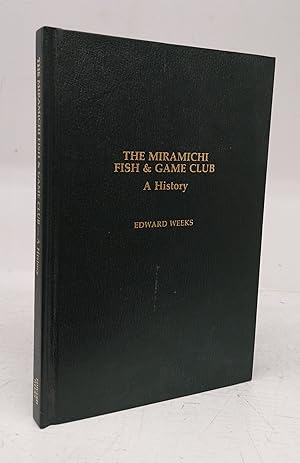 THE MIRAMICHI
FISH & GAME CLUB
A History
EDWARD WEEKS
THE MIRAMICHI FISH & GAME CLUB A History